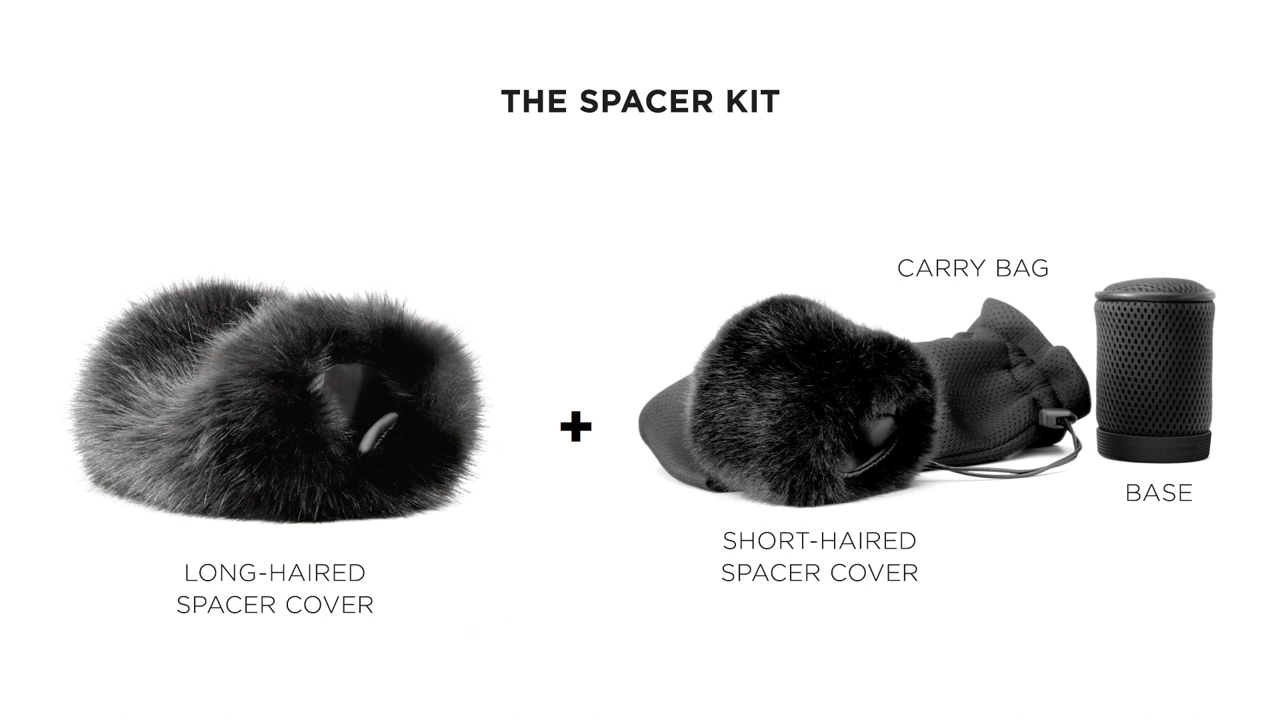 THE SPACER KIT
CARRY BAG
+
BASE
SHORT-HAIRED
SPACER COVER
LONG-HAIRED
SPACER COVER